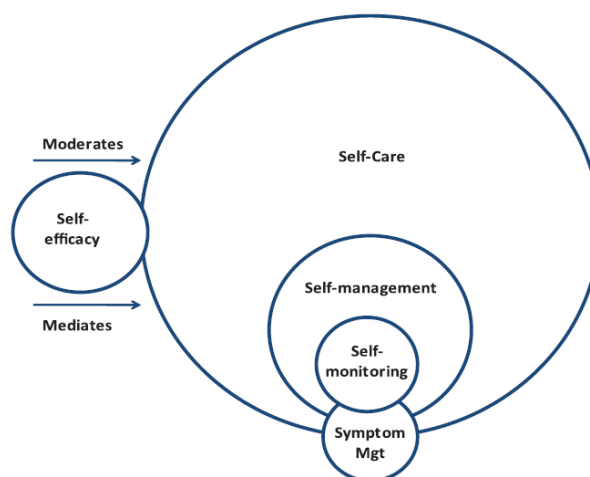 Moderates
Self-Care
Self-
efficacy
Self-management
Mediates
Self-
monitoring
Symptom
Mgt